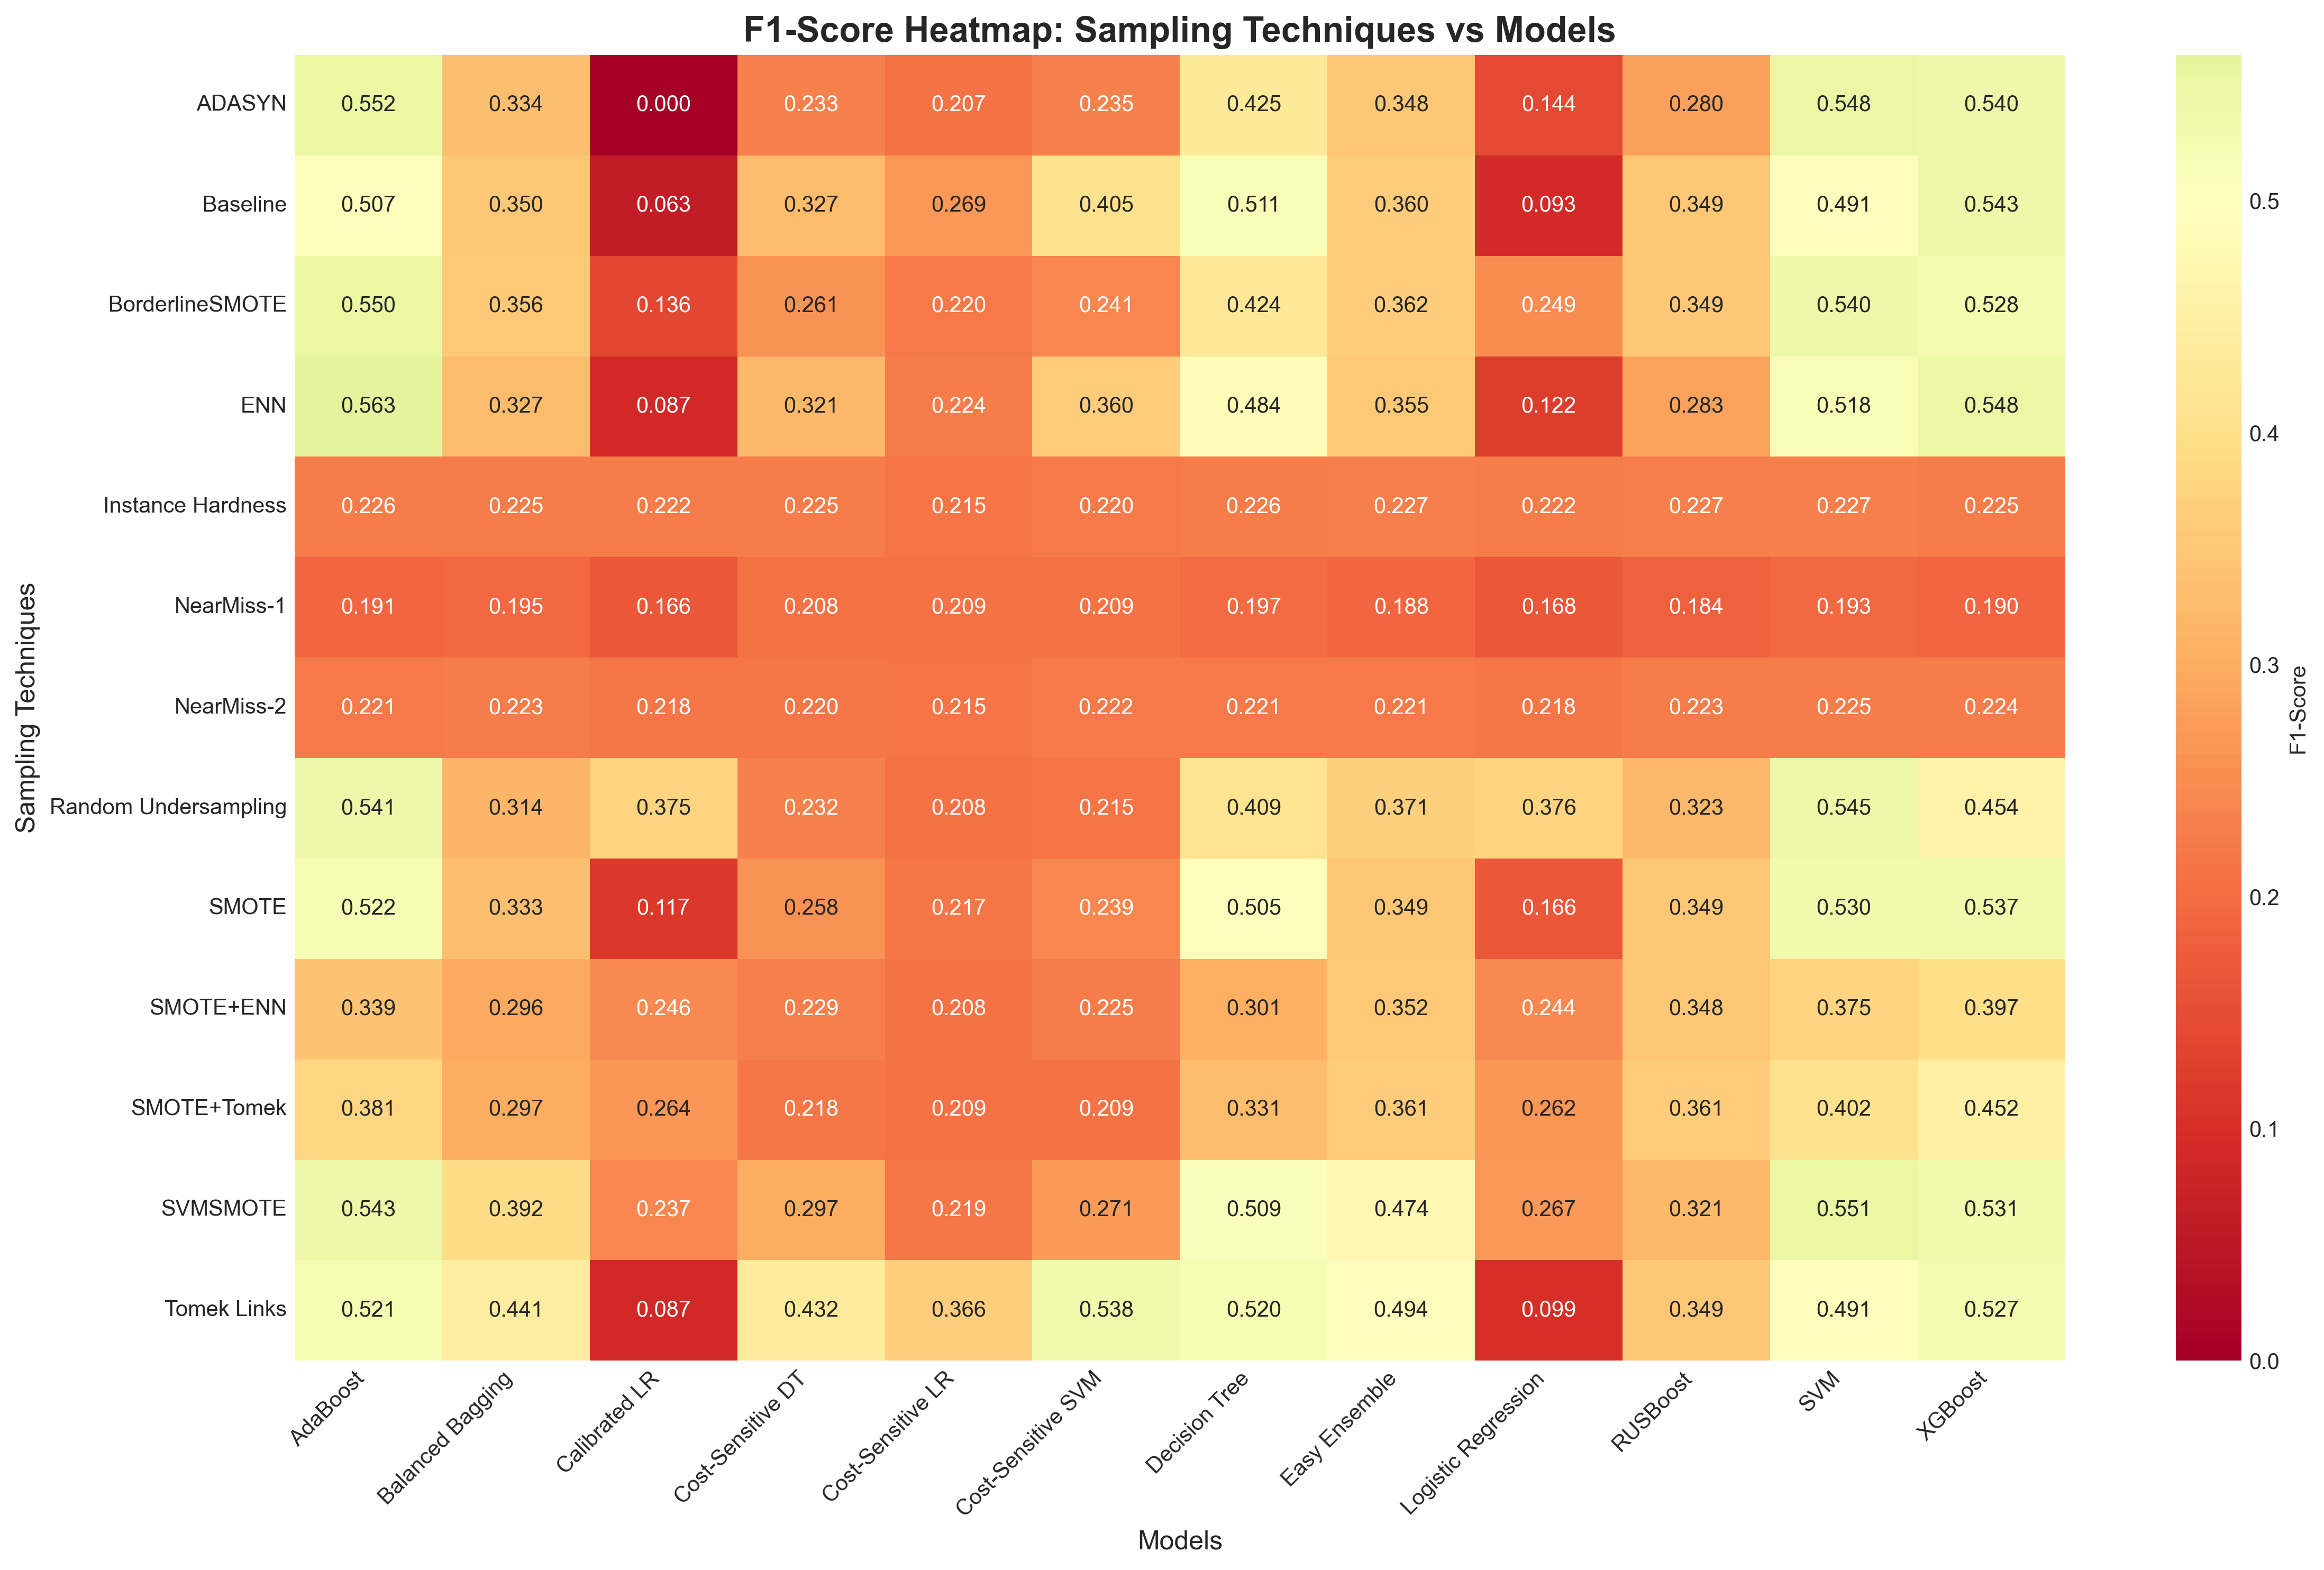 F1-Score Heatmap: Sampling Techniques vs Models
Sampling Techniques
ADASYN 0.552 0.334 0.000 0.233 0.207 0.235 0.425 0.348 0.144 0.280 0.548 0.540
Baseline 0.507 0.350 0.063 0.327 0.269 0.405 0.511 0.360 0.093 0.349 0.491 0.543
BorderlineSMOTE 0.550 0.356 0.136 0.261 0.220 0.241 0.424 0.362 0.249 0.349 0.540 0.528
ENN 0.563 0.327 0.087 0.321 0.224 0.360 0.484 0.355 0.122 0.283 0.518 0.548
Instance Hardness 0.226 0.225 0.222 0.225 0.215 0.220 0.226 0.227 0.222 0.227 0.227 0.225
NearMiss-1 0.191 0.195 0.166 0.208 0.209 0.209 0.197 0.188 0.168 0.184 0.193 0.190
NearMiss-2 0.221 0.223 0.218 0.220 0.215 0.222 0.221 0.221 0.218 0.223 0.225 0.224
Random Undersampling 0.541 0.314 0.375 0.232 0.208 0.215 0.409 0.371 0.376 0.323 0.545 0.454
SMOTE 0.522 0.333 0.117 0.258 0.217 0.239 0.505 0.349 0.166 0.349 0.530 0.537
SMOTE+ENN 0.339 0.296 0.246 0.229 0.208 0.225 0.301 0.352 0.244 0.348 0.375 0.397
SMOTE+Tomek 0.381 0.297 0.264 0.218 0.209 0.209 0.331 0.361 0.262 0.361 0.402 0.452
SVMSMOTE 0.543 0.392 0.237 0.297 0.219 0.271 0.509 0.474 0.267 0.321 0.551 0.531
Tomek Links 0.521 0.441 0.087 0.432 0.366 0.538 0.520 0.494 0.099 0.349 0.491 0.527
AdaBoost
Balanced Bagging
Calibrated LR
Cost-Sensitive DT
Cost-Sensitive LR
Cost-Sensitive SVM
Decision Tree
Easy Ensemble
Logistic Regression
RUSBoost
SVM
XGBoost
Models
0.5
0.4
0.3
0.2
0.1
0.0
F1-Score